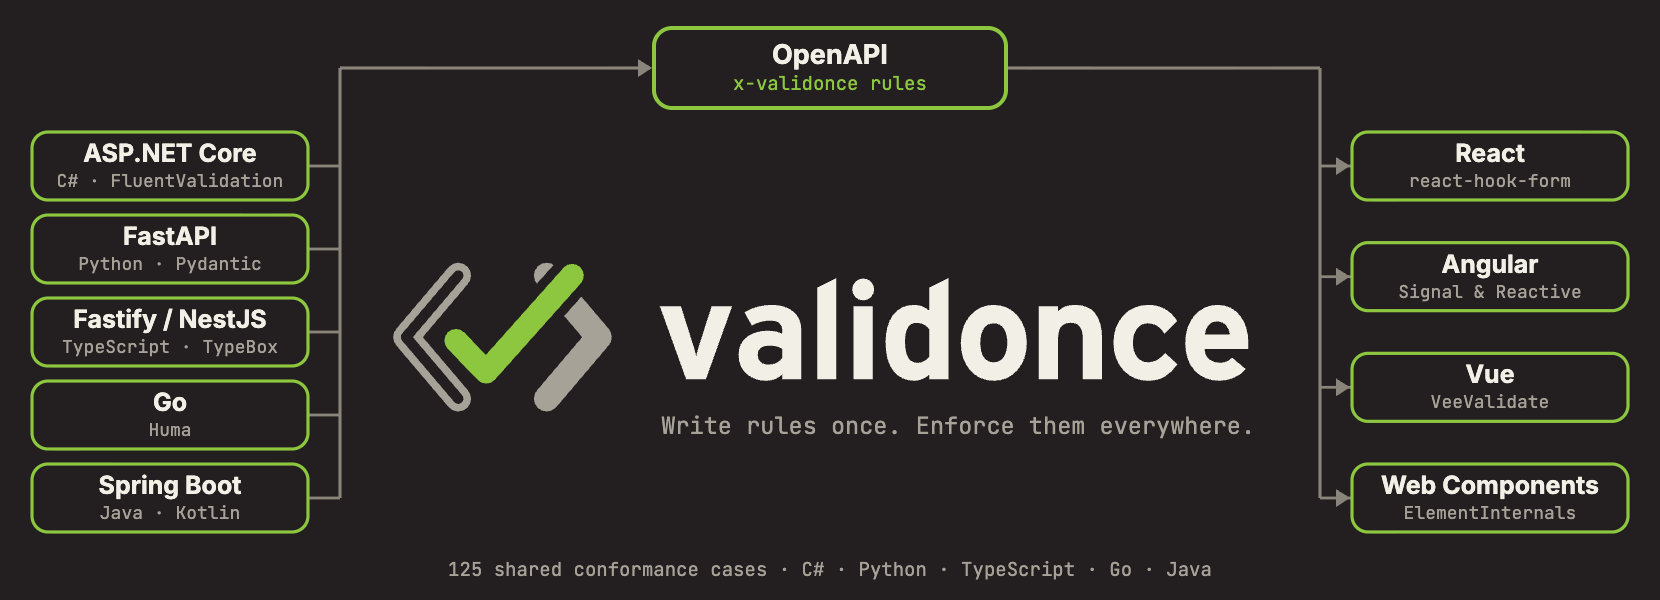 OpenAPI
x-validonce rules
ASP.NET Core
C# · FluentValidation
FastAPI
Python · Pydantic
Fastify / NestJS
TypeScript · TypeBox
Go
Huma
Spring Boot
Java · Kotlin
validonce
Write rules once. Enforce them everywhere.
React
react-hook-form
Angular
Signal & Reactive
Vue
VeeValidate
Web Components
ElementInternals
125 shared conformance cases · C# · Python · TypeScript · Go · Java